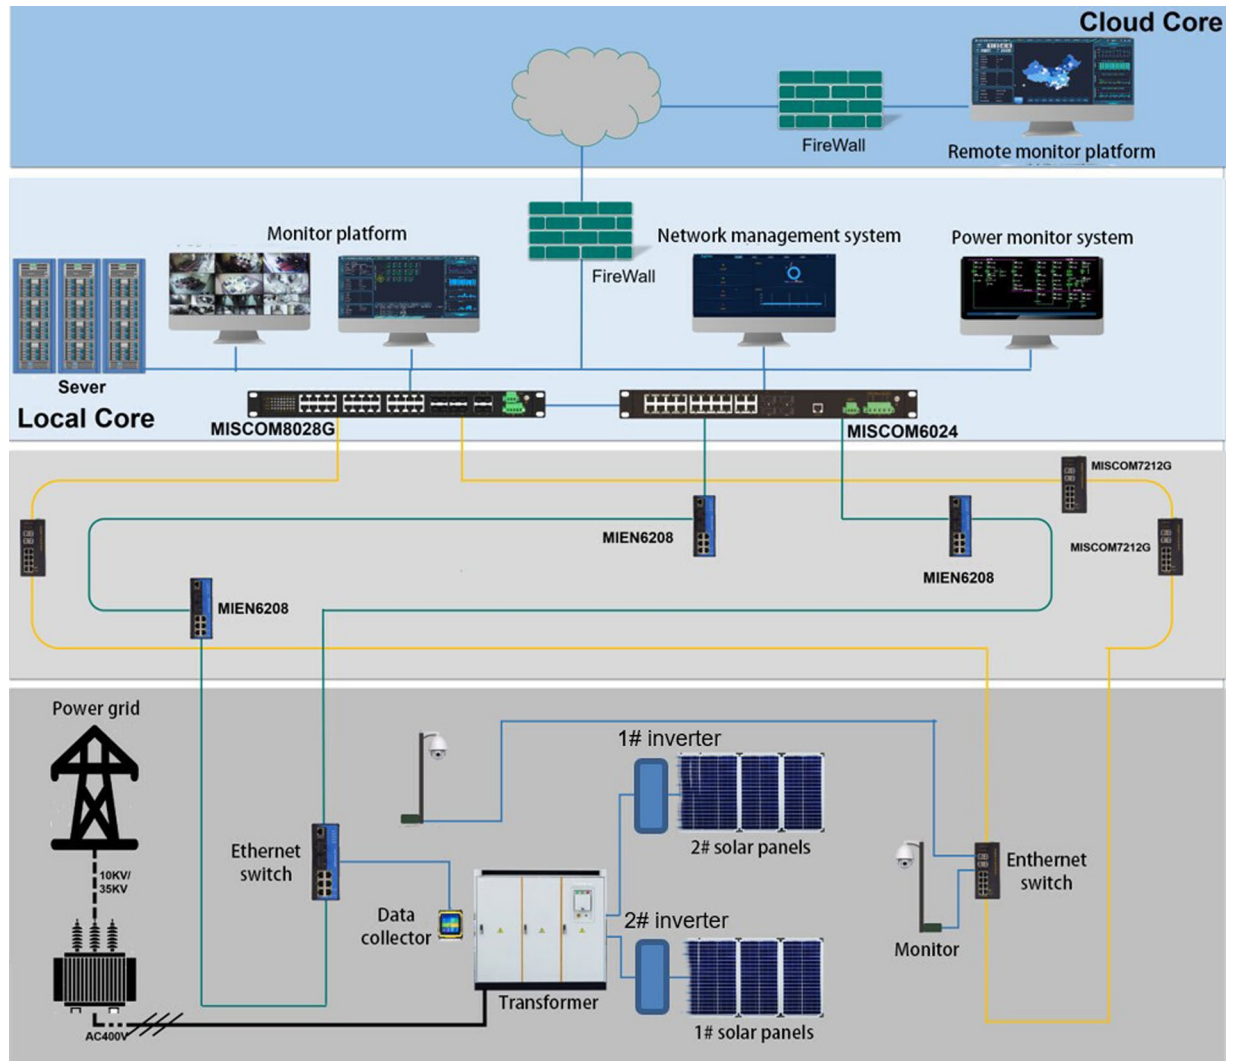 Cloud Core
FireWall
Remote monitor platform
Monitor platform
FireWall
Network management system
Power monitor system
Sever
Local Core
MISCOM8028G
MISCOM6024
MISCOM7212G
MIEN6208
MISCOM7212G
MIEN6208
MIEN6208
Power grid
1# inverter
2# solar panels
Ethernet
switch
10KV/
35KV
Enthernet
switch
Data
collector
2# inverter
Monitor
Transformer
1# solar panels
AC400V